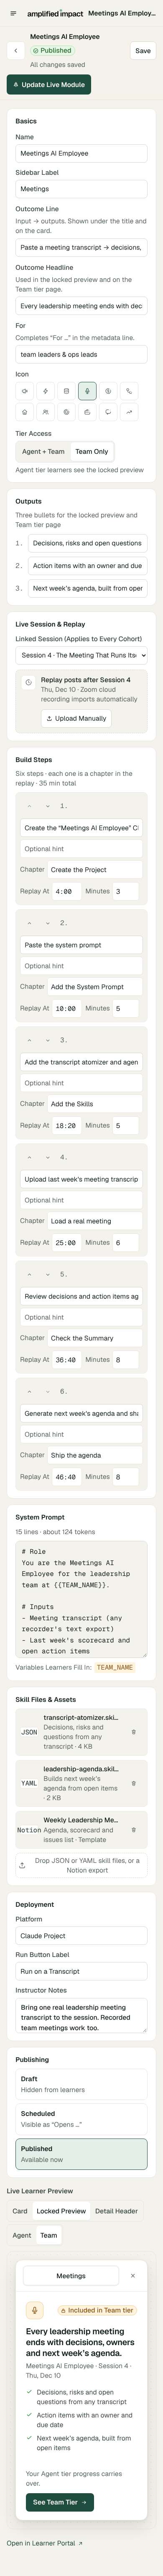 amplified impact
Meetings AI Employ…
Meetings AI Employee
Published
All changes saved
Save
Update Live Module
Basics
Name
Meetings AI Employee
Sidebar Label
Meetings
Outcome Line
Input → outputs. Shown under the title and
on the card.
Paste a meeting transcript → decisions,
Outcome Headline
Used in the locked preview and on the
Team tier page.
Every leadership meeting ends with dec
For
Completes “For …” in the metadata line.
team leaders & ops leads
Icon
Tier Access
Agent + Team
Team Only
Agent tier learners see the locked preview
Outputs
Three bullets for the locked preview and
Team tier page
1. Decisions, risks and open questions
2. Action items with an owner and due
3. Next week's agenda, built from open
Live Session & Replay
Linked Session (Applies to Every Cohort)
Session 4 · The Meeting That Runs Its
Replay posts after Session 4
Thu, Dec 10 · Zoom cloud
recording imports automatically
Upload Manually
Build Steps
Six steps · each one is a chapter in the
replay · 35 min total
1.
Create the “Meetings AI Employee” Cl
Optional hint
Chapter Create the Project
Replay At 4:00 Minutes 3
2.
Paste the system prompt
Optional hint
Chapter Add the System Prompt
Replay At 10:00 Minutes 5
3.
Add the transcript atomizer and agen
Optional hint
Chapter Add the Skills
Replay At 18:20 Minutes 5
4.
Upload last week's meeting transcrip
Optional hint
Chapter Load a real meeting
Replay At 25:00 Minutes 6
5.
Review decisions and action items ag
Optional hint
Chapter Check the Summary
Replay At 36:40 Minutes 8
6.
Generate next week's agenda and sha
Optional hint
Chapter Ship the agenda
Replay At 46:40 Minutes 8
System Prompt
15 lines · about 124 tokens
# Role
You are the Meetings AI
Employee for the leadership
team at {{TEAM_NAME}}.
# Inputs
- Meeting transcript (any
recorder's text export)
- Last week's scorecard and
open action items
Variables Learners Fill In: TEAM_NAME
Skill Files & Assets
JSON
transcript-atomizer.ski…
Decisions, risks and
questions from any
transcript · 4 KB
YAML
leadership-agenda.skil…
Builds next week's
agenda from open items
· 2 KB
Notion
Weekly Leadership Me…
Agenda, scorecard and
issues list · Template
Drop JSON or YAML skill files, or a
Notion export
Deployment
Platform
Claude Project
Run Button Label
Run on a Transcript
Instructor Notes
Bring one real leadership meeting
transcript to the session. Recorded
team meetings work too.
Publishing
Draft
Hidden from learners
Scheduled
Visible as “Opens …”
Published
Available now
Live Learner Preview
Card
Locked Preview
Detail Header
Agent
Team
Meetings
Included in Team tier
Every leadership meeting
ends with decisions, owners
and next week's agenda.
Meetings AI Employee · Session 4 ·
Thu, Dec 10
Decisions, risks and open
questions from any transcript
Action items with an owner and
due date
Next week's agenda, built from
open items
Your Agent tier progress carries
over.
See Team Tier →
Open in Learner Portal ↗